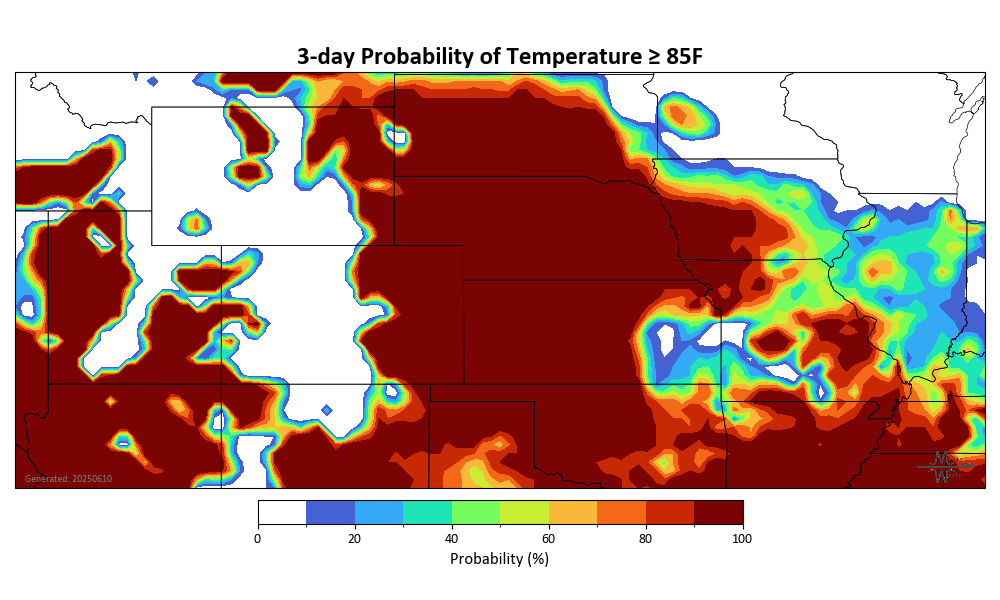 3-day Probability of Temperature ≥ 85F
Generated: 20250610
0 20 40 60 80 100
Probability (%)